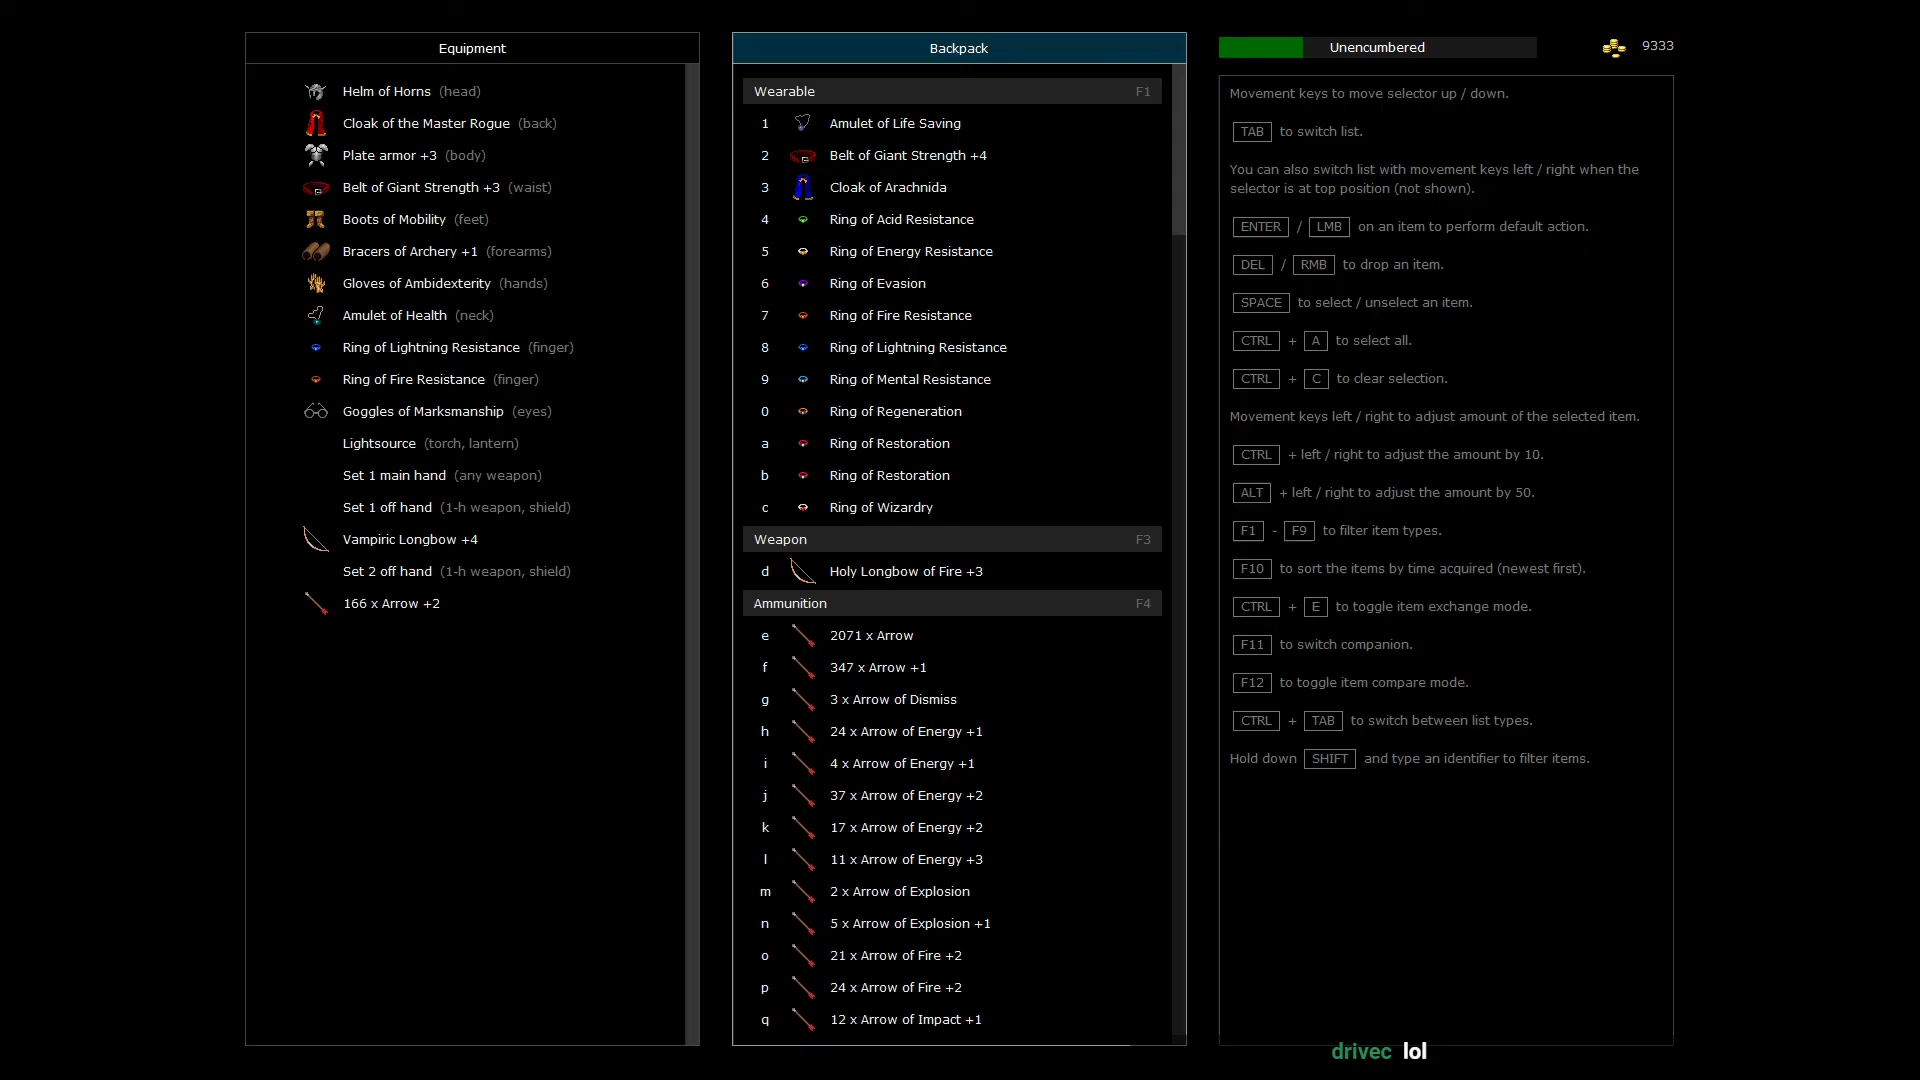 Equipment
Helm of Horns (head)
Cloak of the Master Rogue (back)
Plate armor +3 (body)
Belt of Giant Strength +3 (waist)
Boots of Mobility (feet)
Bracers of Archery +1 (forearms)
Gloves of Ambidexterity (hands)
Amulet of Health (neck)
Ring of Lightning Resistance (finger)
Ring of Fire Resistance (finger)
Goggles of Marksmanship (eyes)
Lightsource (torch, lantern)
Set 1 main hand (any weapon)
Set 1 off hand (1-h weapon, shield)
Vampiric Longbow +4
Set 2 off hand (1-h weapon, shield)
166 x Arrow +2
Backpack
Wearable F1
1 Amulet of Life Saving
2 Belt of Giant Strength +4
3 Cloak of Arachnida
4 Ring of Acid Resistance
5 Ring of Energy Resistance
6 Ring of Evasion
7 Ring of Fire Resistance
8 Ring of Lightning Resistance
9 Ring of Mental Resistance
0 Ring of Regeneration
a Ring of Restoration
b Ring of Restoration
c Ring of Wizardry
Weapon F3
d Holy Longbow of Fire +3
Ammunition F4
e 2071 x Arrow
f 347 x Arrow +1
g 3 x Arrow of Dismiss
h 24 x Arrow of Energy +1
i 4 x Arrow of Energy +1
j 37 x Arrow of Energy +2
k 17 x Arrow of Energy +2
l 11 x Arrow of Energy +3
m 2 x Arrow of Explosion
n 5 x Arrow of Explosion +1
o 21 x Arrow of Fire +2
p 24 x Arrow of Fire +2
q 12 x Arrow of Impact +1
Unencumbered 9333
Movement keys to move selector up / down.
TAB to switch list.
You can also switch list with movement keys left / right when the
selector is at top position (not shown).
ENTER / LMB on an item to perform default action.
DEL / RMB to drop an item.
SPACE to select / unselect an item.
CTRL + A to select all.
CTRL + C to clear selection.
Movement keys left / right to adjust amount of the selected item.
CTRL + left / right to adjust the amount by 10.
ALT + left / right to adjust the amount by 50.
F1 - F9 to filter item types.
F10 to sort the items by time acquired (newest first).
CTRL + E to toggle item exchange mode.
F11 to switch companion.
F12 to toggle item compare mode.
CTRL + TAB to switch between list types.
Hold down SHIFT and type an identifier to filter items.
drivec lol